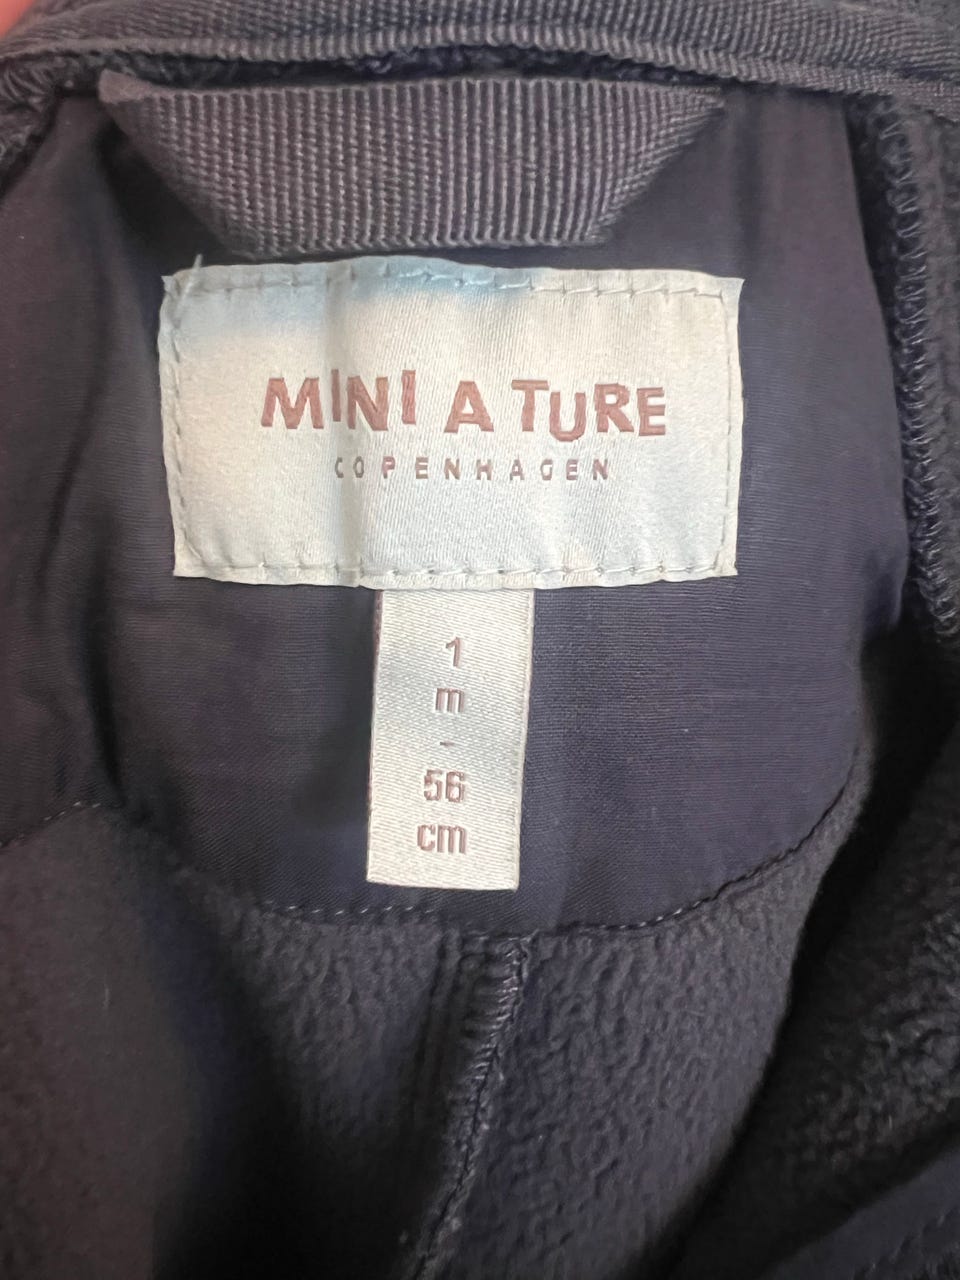 MINI A TURE
COPENHAGEN
1
m
-
56
cm